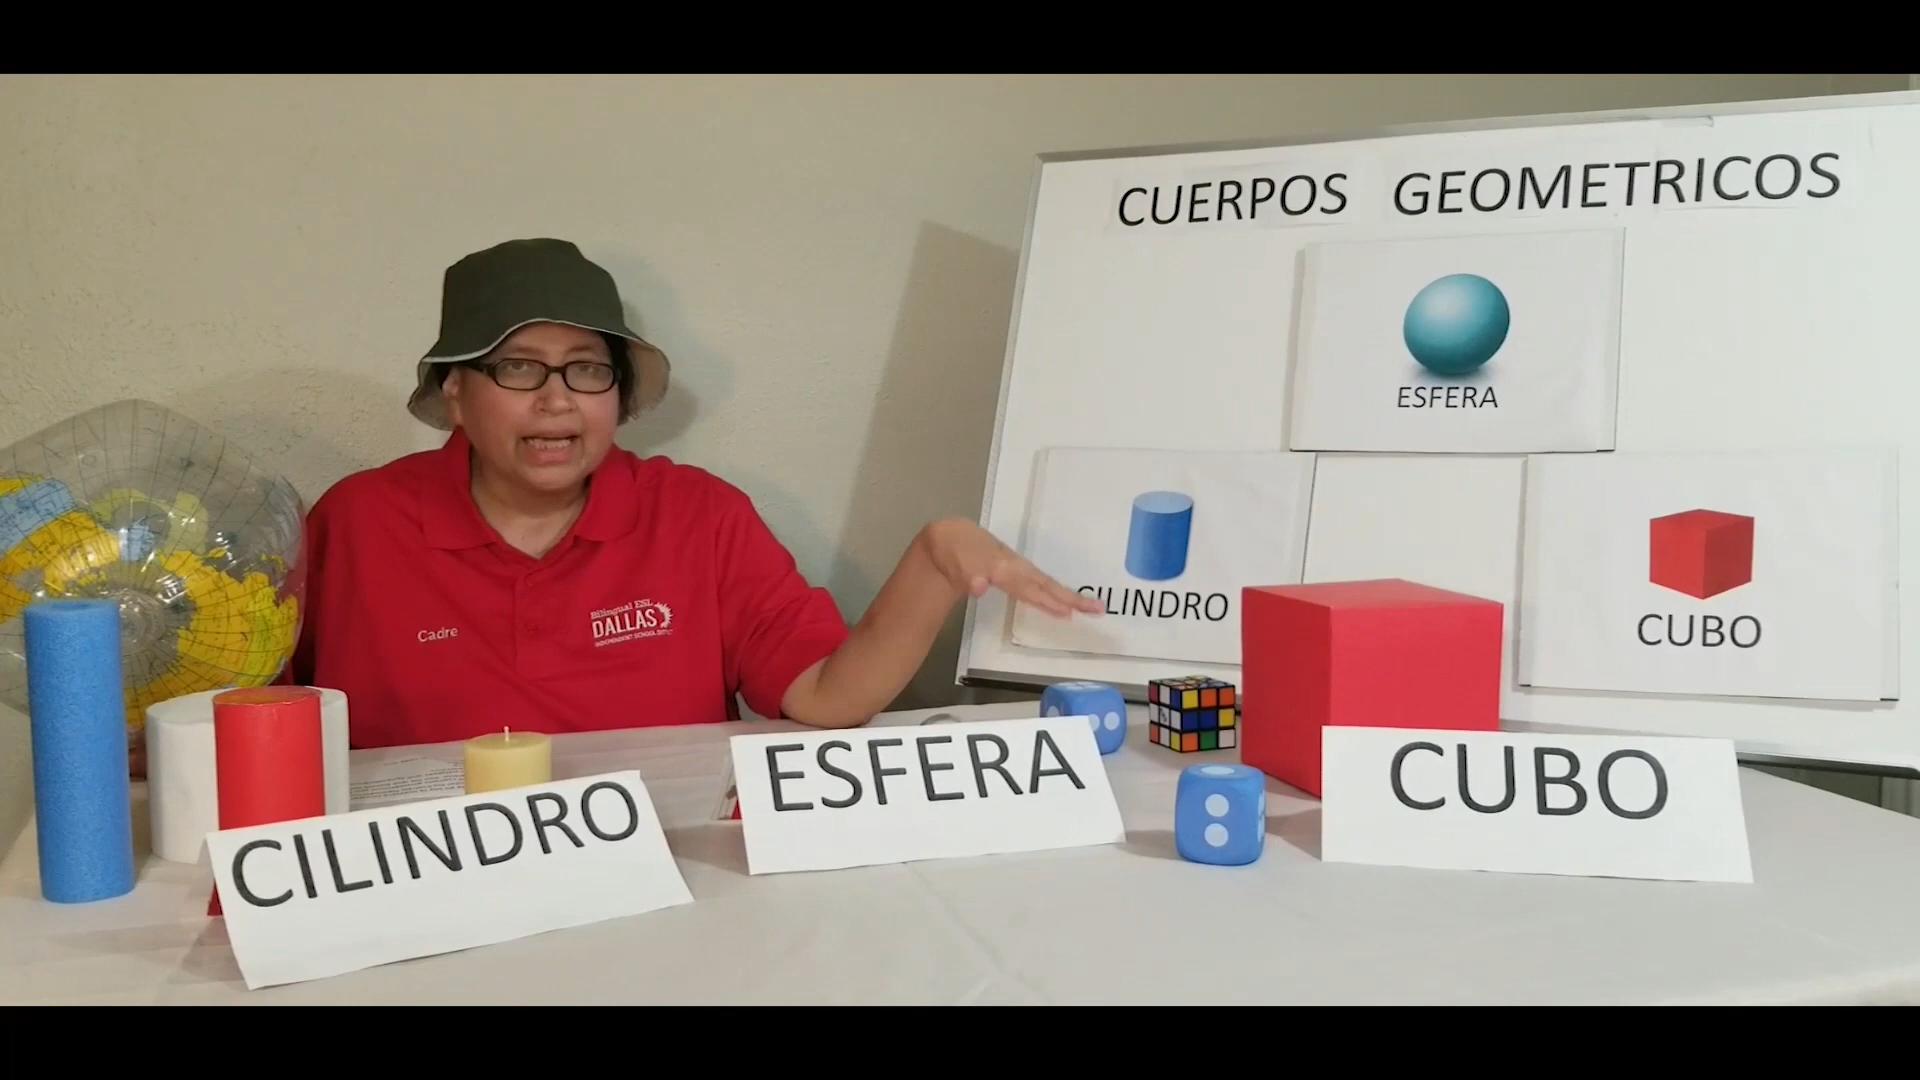 CUERPOS GEOMETRICOS
ESFERA
CILINDRO
CUBO
Cadre
Bilingual ESL
DALLAS
INDEPENDENT SCHOOL DISTRICT
CILINDRO
ESFERA
CUBO